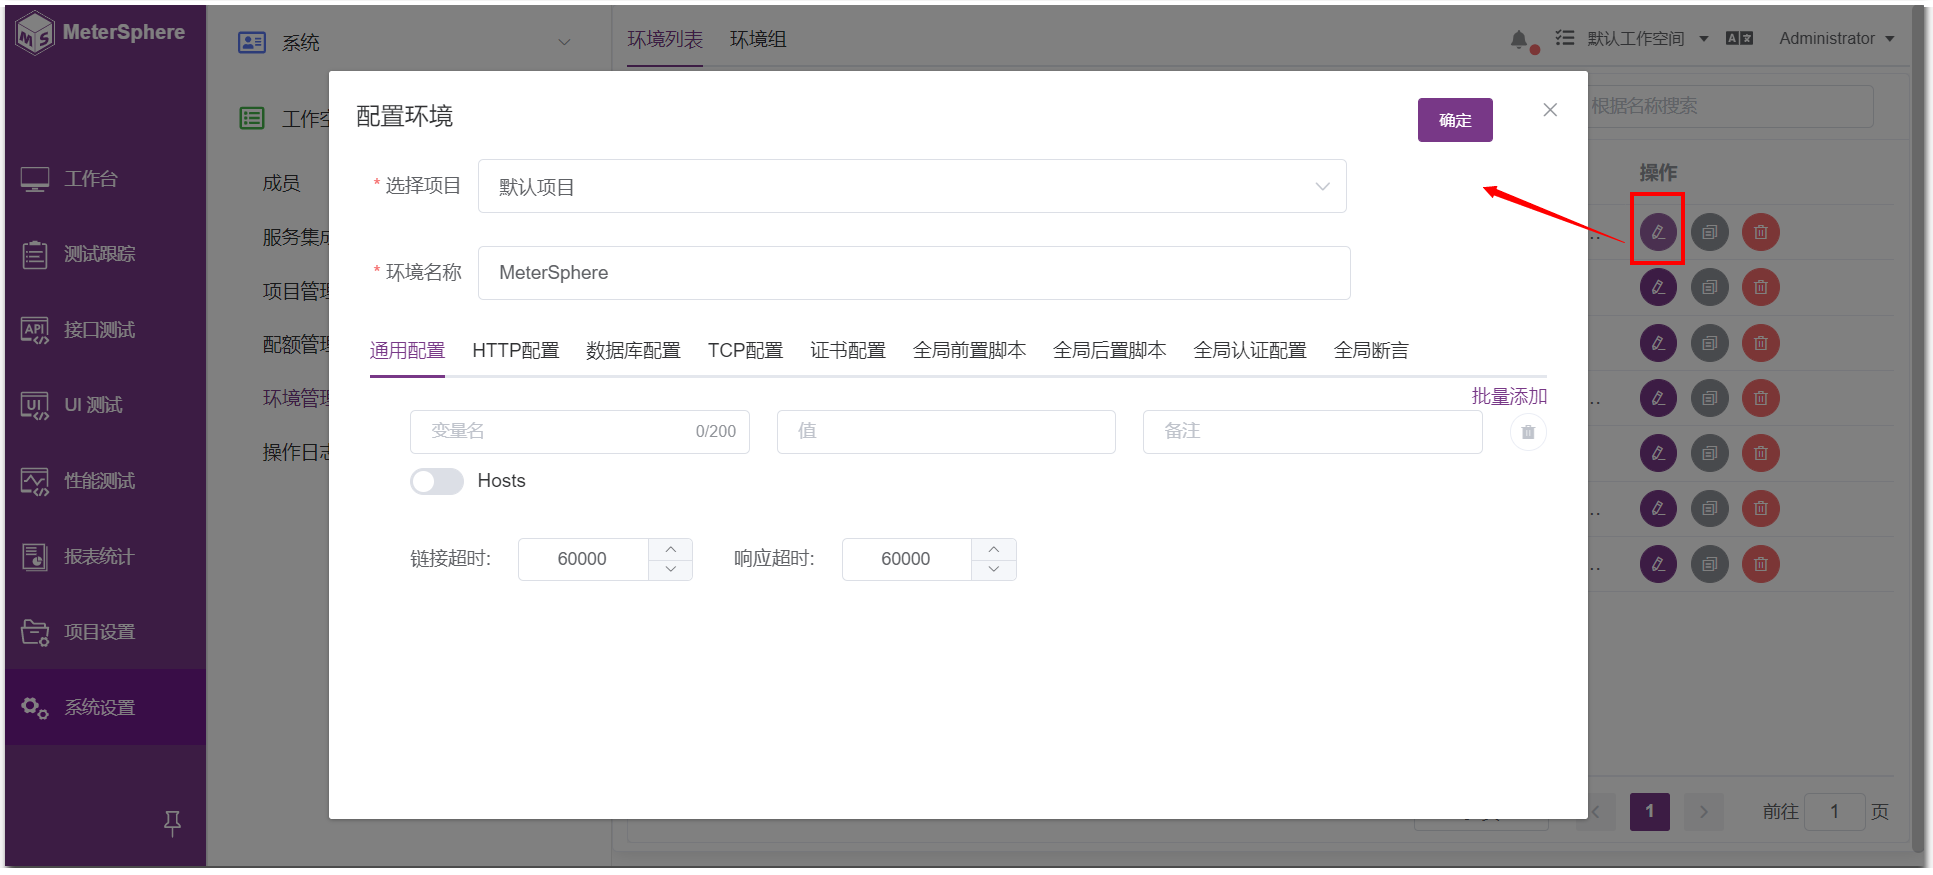 MeterSphere
工作台
测试跟踪
接口测试
UI 测试
性能测试
报表统计
项目设置
系统设置
系统
工作空
成员
服务集成
项目管理
配额管理
环境管理
操作日志
环境列表 环境组
默认工作空间 Administrator
根据名称搜索
操作
配置环境
确定
* 选择项目 默认项目
* 环境名称 MeterSphere
通用配置 HTTP配置 数据库配置 TCP配置 证书配置 全局前置脚本 全局后置脚本 全局认证配置 全局断言
批量添加
变量名 0/200 值 备注
Hosts
链接超时: 60000 响应超时: 60000
1 前往 1 页